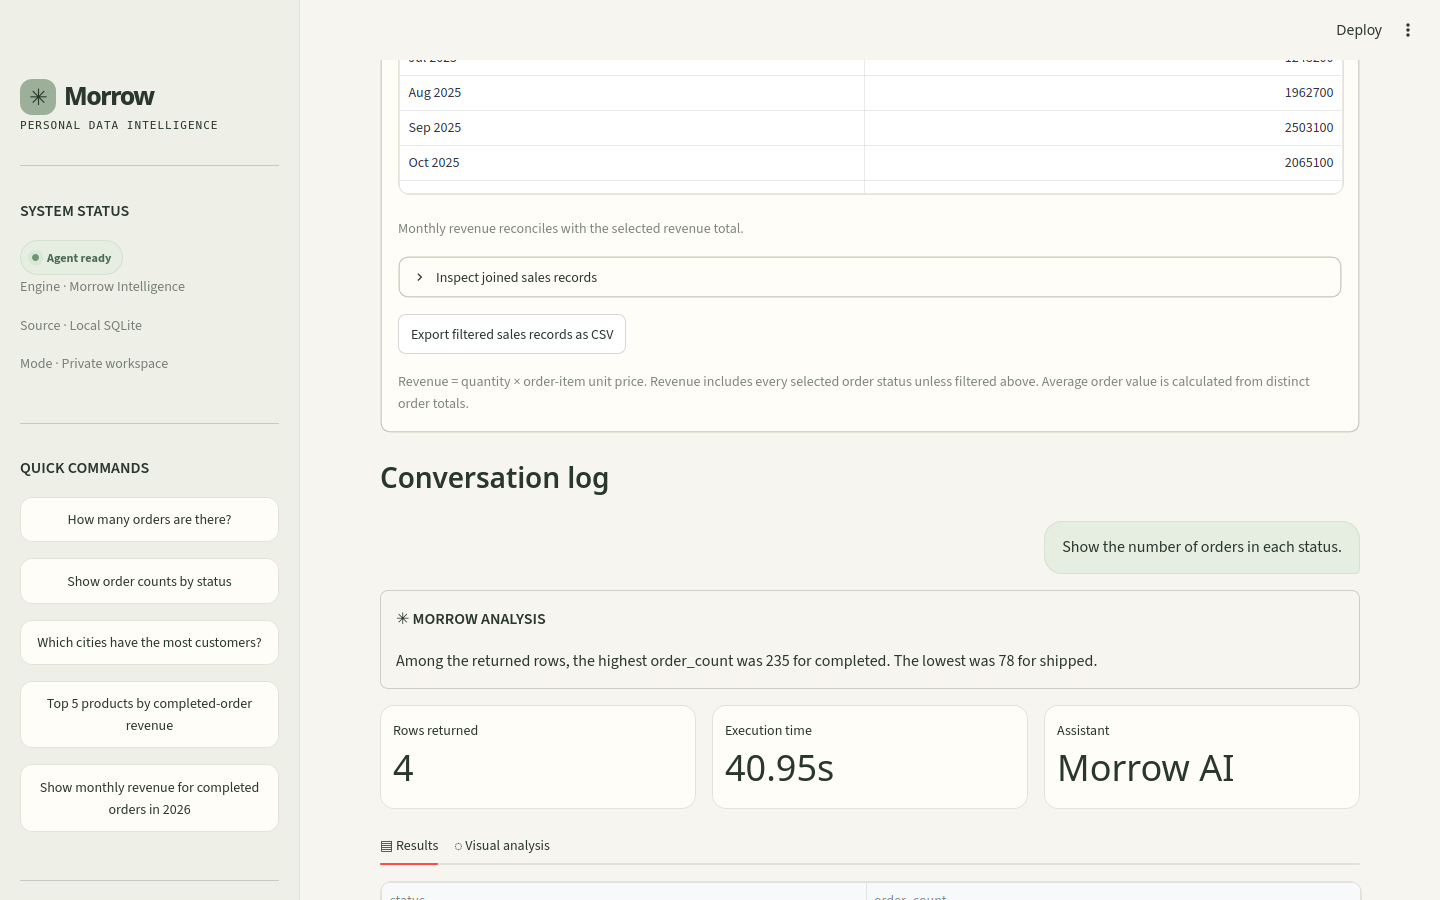 Deploy
Morrow
PERSONAL DATA INTELLIGENCE
SYSTEM STATUS
Agent ready
Engine · Morrow Intelligence
Source · Local SQLite
Mode · Private workspace
QUICK COMMANDS
How many orders are there?
Show order counts by status
Which cities have the most customers?
Top 5 products by completed-order
revenue
Show monthly revenue for completed
orders in 2026
Aug 2025 1962700
Sep 2025 2503100
Oct 2025 2065100
Monthly revenue reconciles with the selected revenue total.
Inspect joined sales records
Export filtered sales records as CSV
Revenue = quantity × order-item unit price. Revenue includes every selected order status unless filtered above. Average order value is calculated from distinct
order totals.
Conversation log
Show the number of orders in each status.
✳ MORROW ANALYSIS
Among the returned rows, the highest order_count was 235 for completed. The lowest was 78 for shipped.
Rows returned
4
Execution time
40.95s
Assistant
Morrow AI
▤ Results
◌ Visual analysis
status order_count